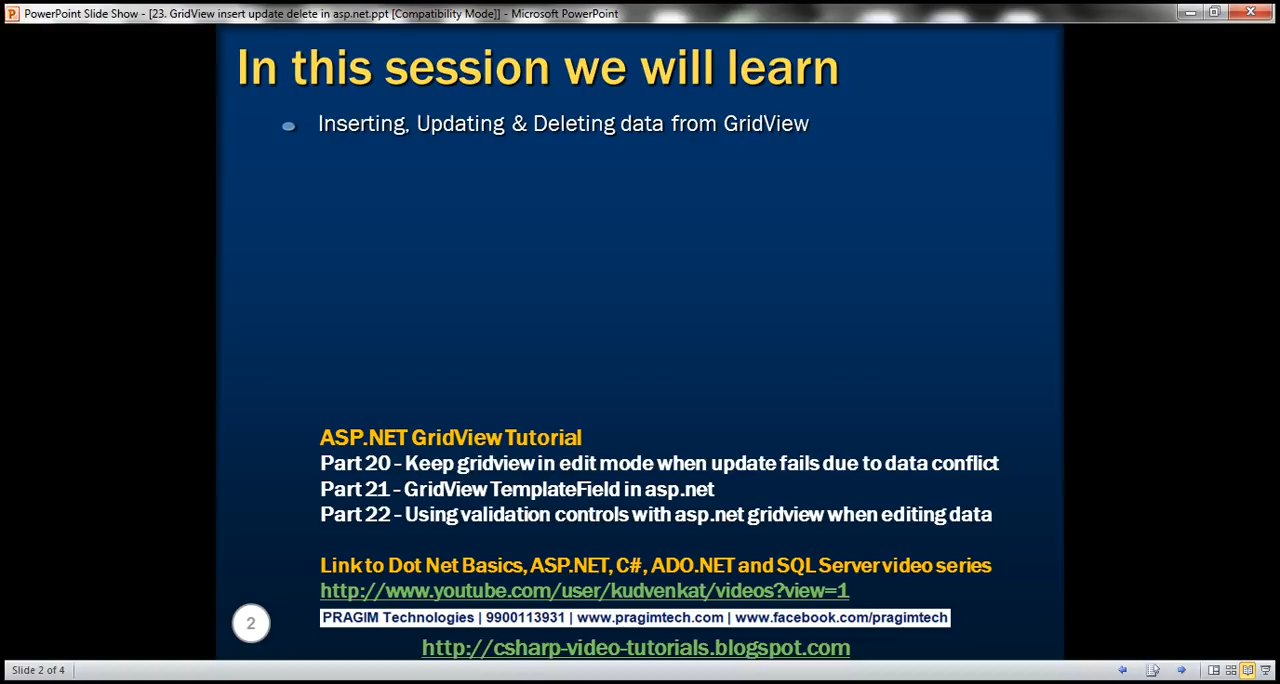 PowerPoint Slide Show - [23. GridView insert update delete in asp.net.ppt [Compatibility Mode]] - Microsoft PowerPoint
In this session we will learn
Inserting, Updating & Deleting data from GridView
ASP.NET GridView Tutorial
Part 20 - Keep gridview in edit mode when update fails due to data conflict
Part 21 - GridView TemplateField in asp.net
Part 22 - Using validation controls with asp.net gridview when editing data
Link to Dot Net Basics, ASP.NET, C#, ADO.NET and SQL Server video series
http://www.youtube.com/user/kudvenkat/videos?view=1
PRAGIM Technologies | 9900113931 | www.pragimtech.com | www.facebook.com/pragimtech
2
http://csharp-video-tutorials.blogspot.com
Slide 2 of 4